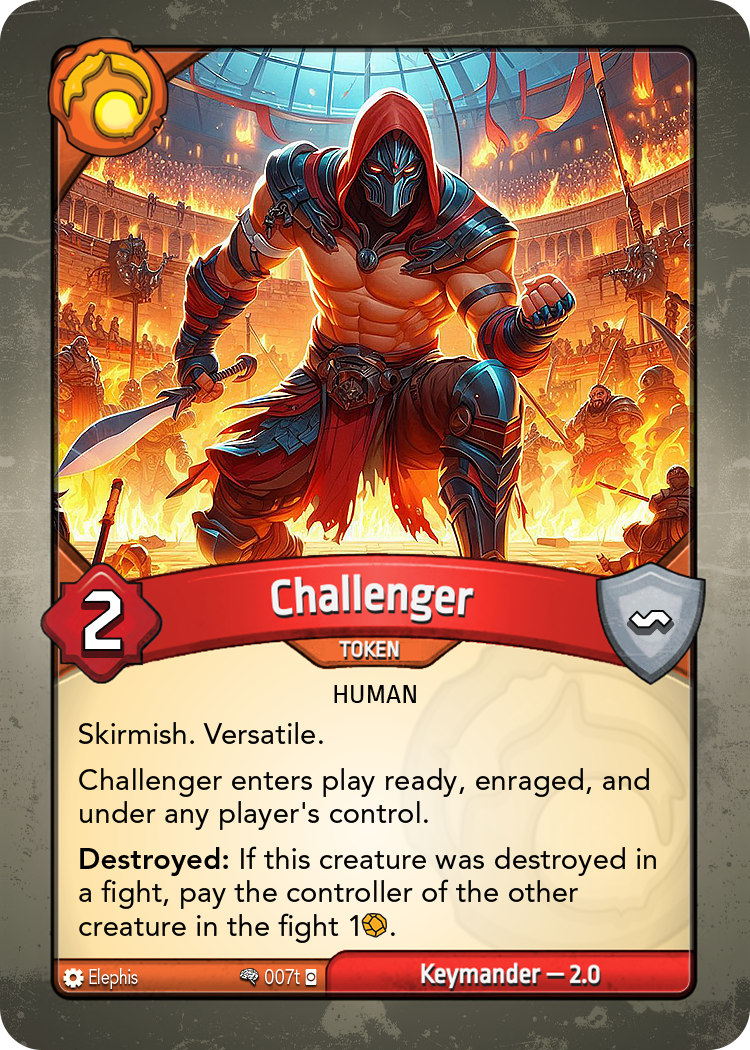 Challenger
2
TOKEN
HUMAN
Skirmish. Versatile.
Challenger enters play ready, enraged, and
under any player's control.
Destroyed: If this creature was destroyed in
a fight, pay the controller of the other
creature in the fight 1.
Elephis
007t
Keymander — 2.0